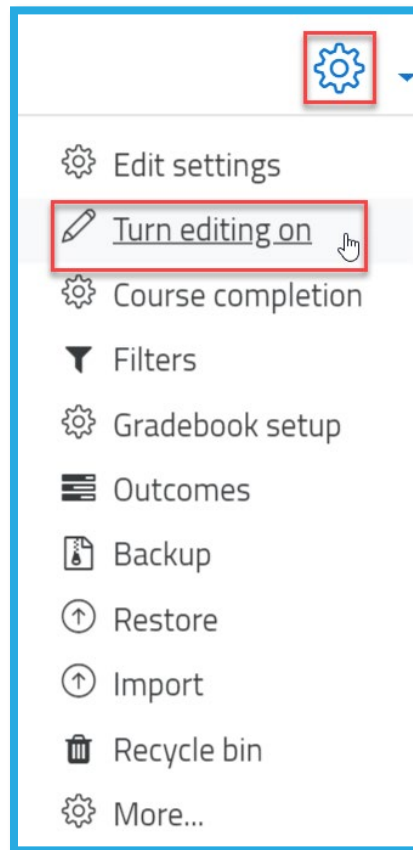 Edit settings
Turn editing on
Course completion
Filters
Gradebook setup
Outcomes
Backup
Restore
Import
Recycle bin
More...